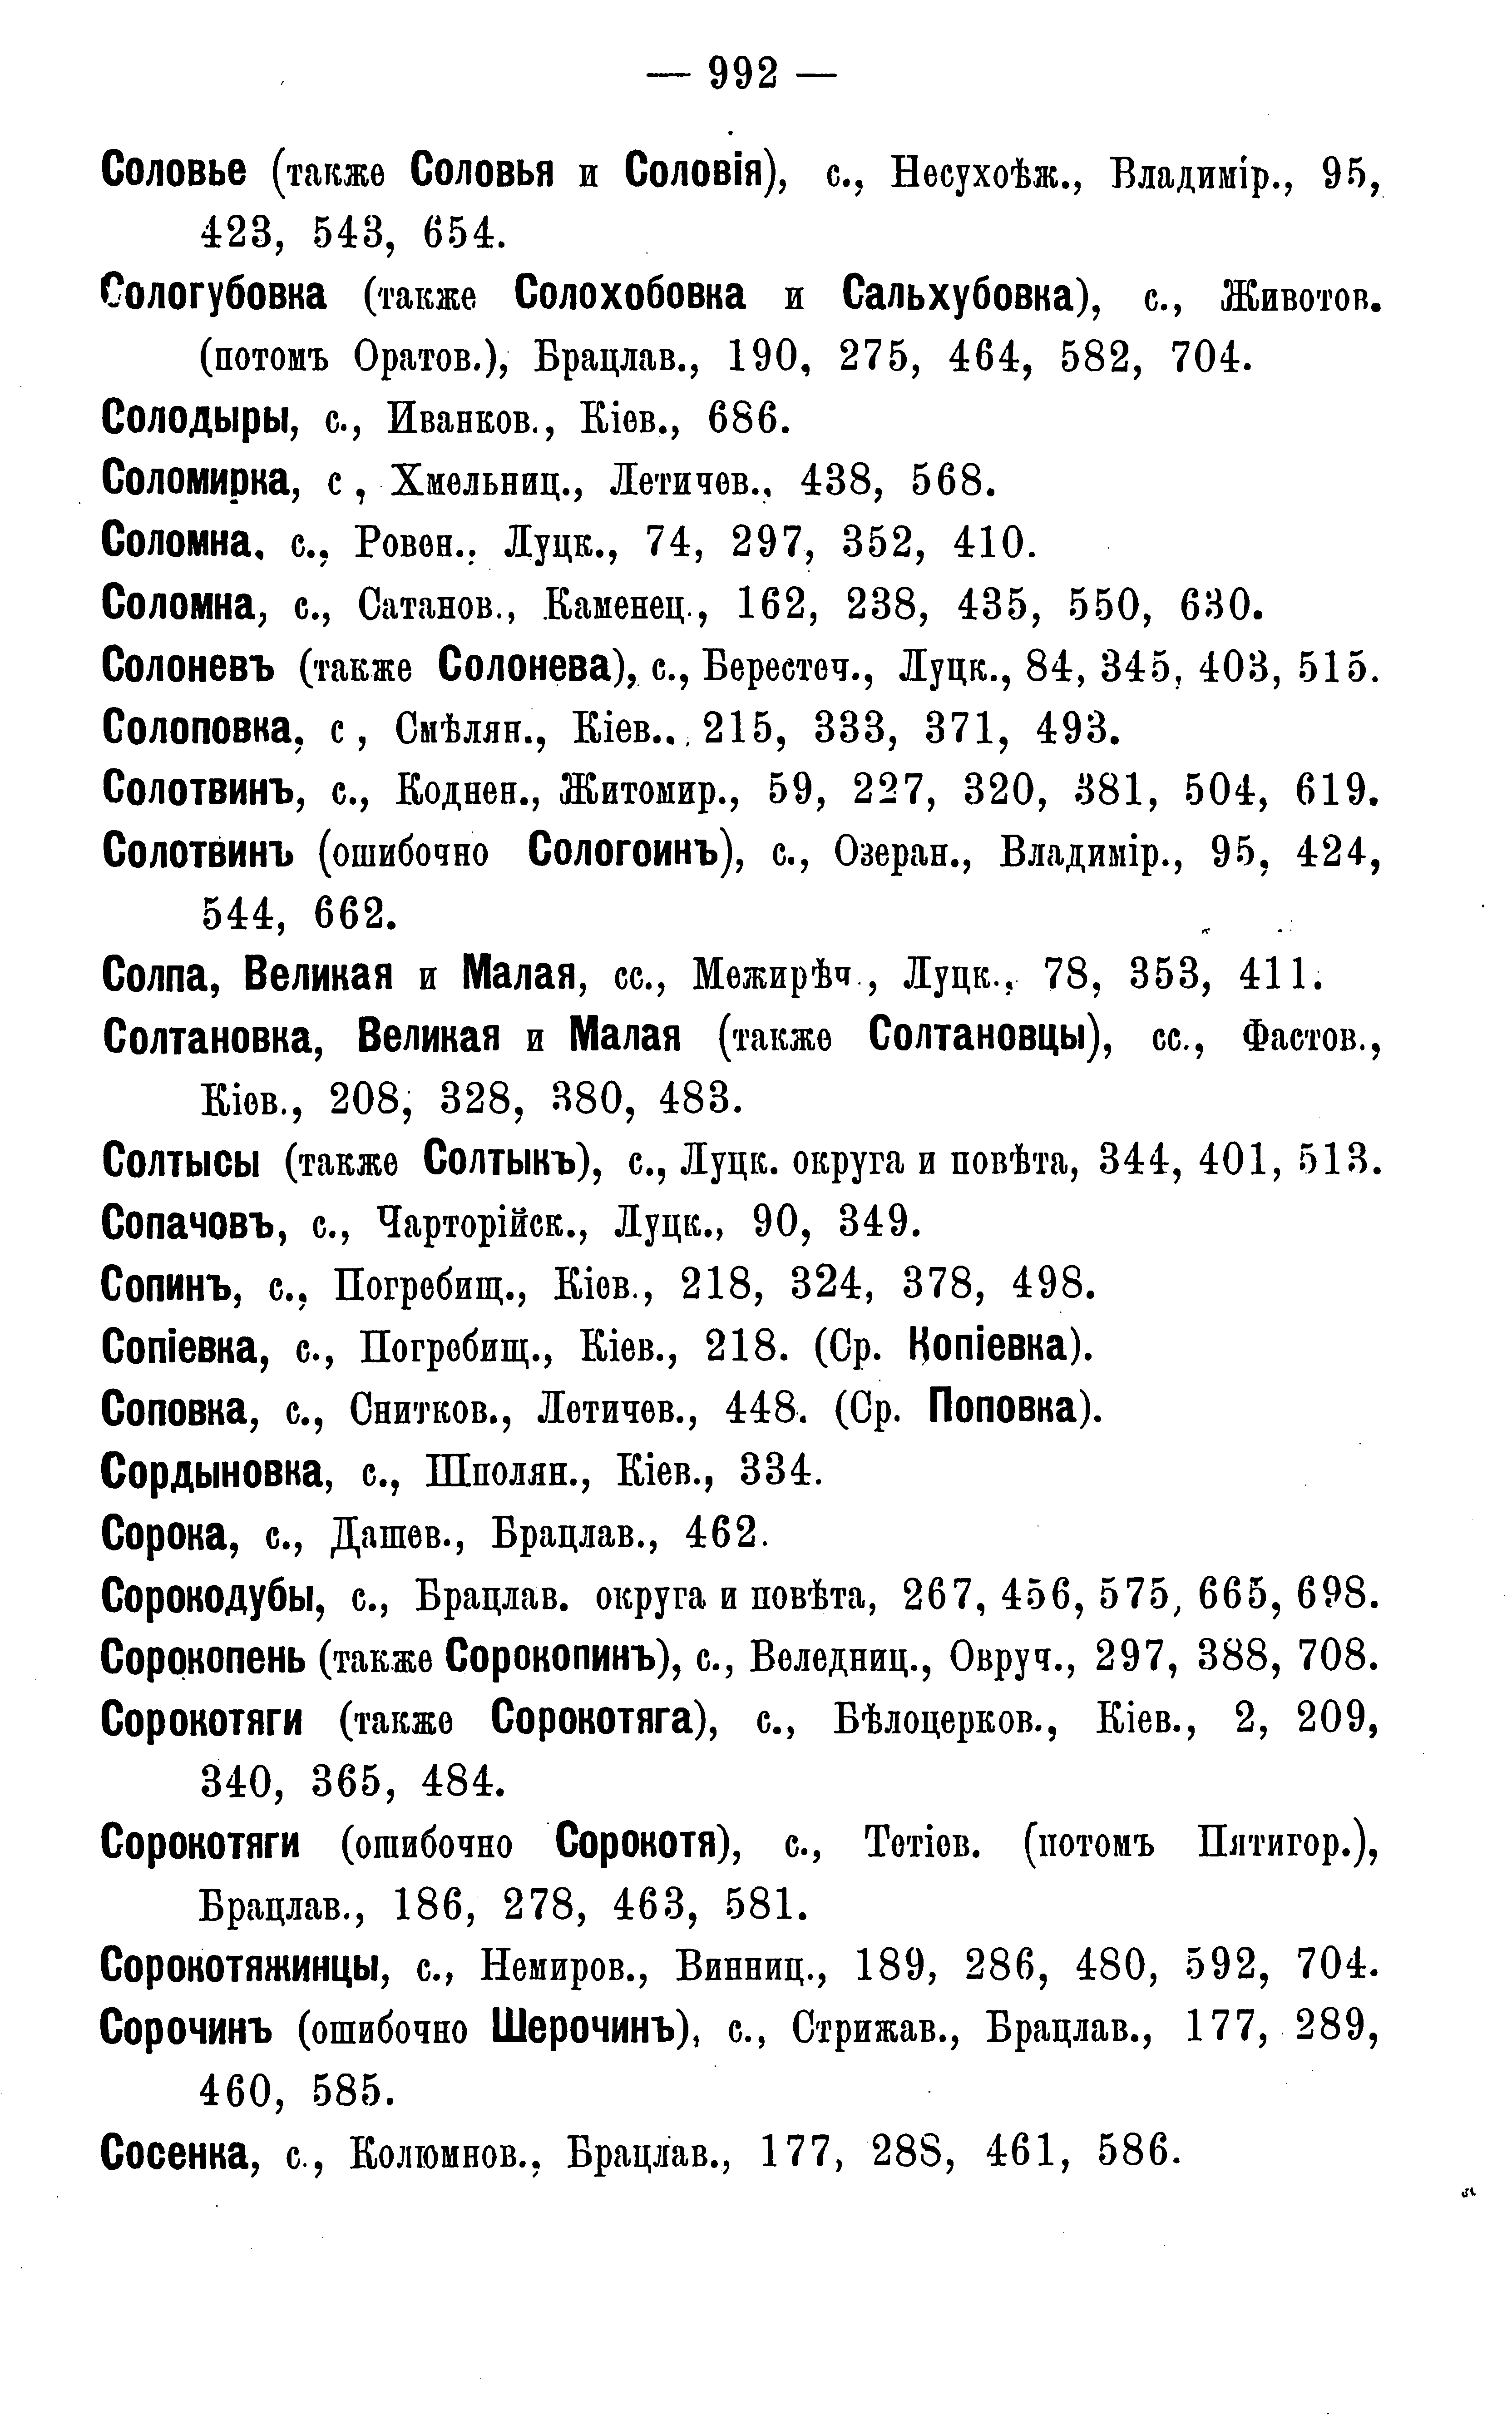 — 992 —
Соловье (также Соловья и Соловія), с., Несухоѣж., Владимір., 95,
423, 543, 654.
Сологубовка (также Солохобовка и Сальхубовка), с., Животов.
(потомъ Оратов.), Брацлав., 190, 275, 464, 582, 704.
Солодыры, с., Иванков., Кіев., 686.
Соломирка, с , Хмельниц., Летичев., 438, 568.
Соломна, с., Ровен., Луцк., 74, 297, 352, 410.
Соломна, с., Сатанов., Каменец., 162, 238, 435, 550, 630.
Солоневъ (также Солонева), с., Берестеч., Луцк., 84, 345, 403, 515.
Солоповка, с , Смѣлян., Кіев., 215, 333, 371, 493.
Солотвинъ, с., Коднен., Житомир., 59, 227, 320, 381, 504, 619.
Солотвинъ (ошибочно Сологоинъ), с., Озеран., Владимір., 95, 424,
544, 662.
Солпа, Великая и Малая, сс., Межирѣч., Луцк., 78, 353, 411.
Солтановка, Великая и Малая (также Солтановцы), сс., Фастов.,
Кіев., 208, 328, 380, 483.
Солтысы (также Солтыкъ), с., Луцк. округа и повѣта, 344, 401, 513.
Сопачовъ, с., Чарторійск., Луцк., 90, 349.
Сопинъ, с., Погребищ., Кіев., 218, 324, 378, 498.
Сопіевка, с., Погребищ., Кіев., 218. (Ср. Копіевка).
Соповка, с., Снитков., Летичев., 448. (Ср. Поповка).
Сордыновка, с., Шполян., Кіев., 334.
Сорока, с., Дашев., Брацлав., 462.
Сорокодубы, с., Брацлав. округа и повѣта, 267, 456, 575, 665, 698.
Сорокопень (также Сорокопинъ), с., Веледниц., Овруч., 297, 388, 708.
Сорокотяги (также Сорокотяга), с., Бѣлоцерков., Кіев., 2, 209,
340, 365, 484.
Сорокотяги (ошибочно Сорокотя), с., Тетіев. (потомъ Пятигор.),
Брацлав., 186, 278, 463, 581.
Сорокотяжинцы, с., Немиров., Винниц., 189, 286, 480, 592, 704.
Сорочинъ (ошибочно Шерочинъ), с., Стрижав., Брацлав., 177, 289,
460, 585.
Сосенка, с., Колюмнов., Брацлав., 177, 288, 461, 586.